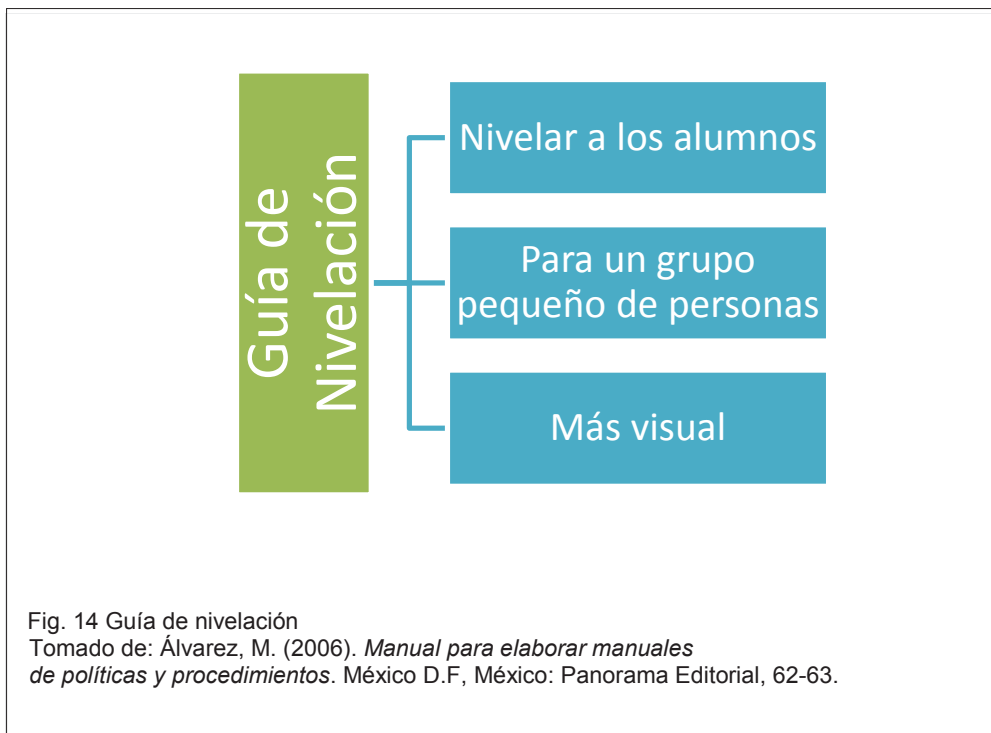 Guía de
Nivelación
Nivelar a los alumnos
Para un grupo
pequeño de personas
Más visual
Fig. 14 Guía de nivelación
Tomado de: Álvarez, M. (2006). Manual para elaborar manuales
de políticas y procedimientos. México D.F, México: Panorama Editorial, 62-63.